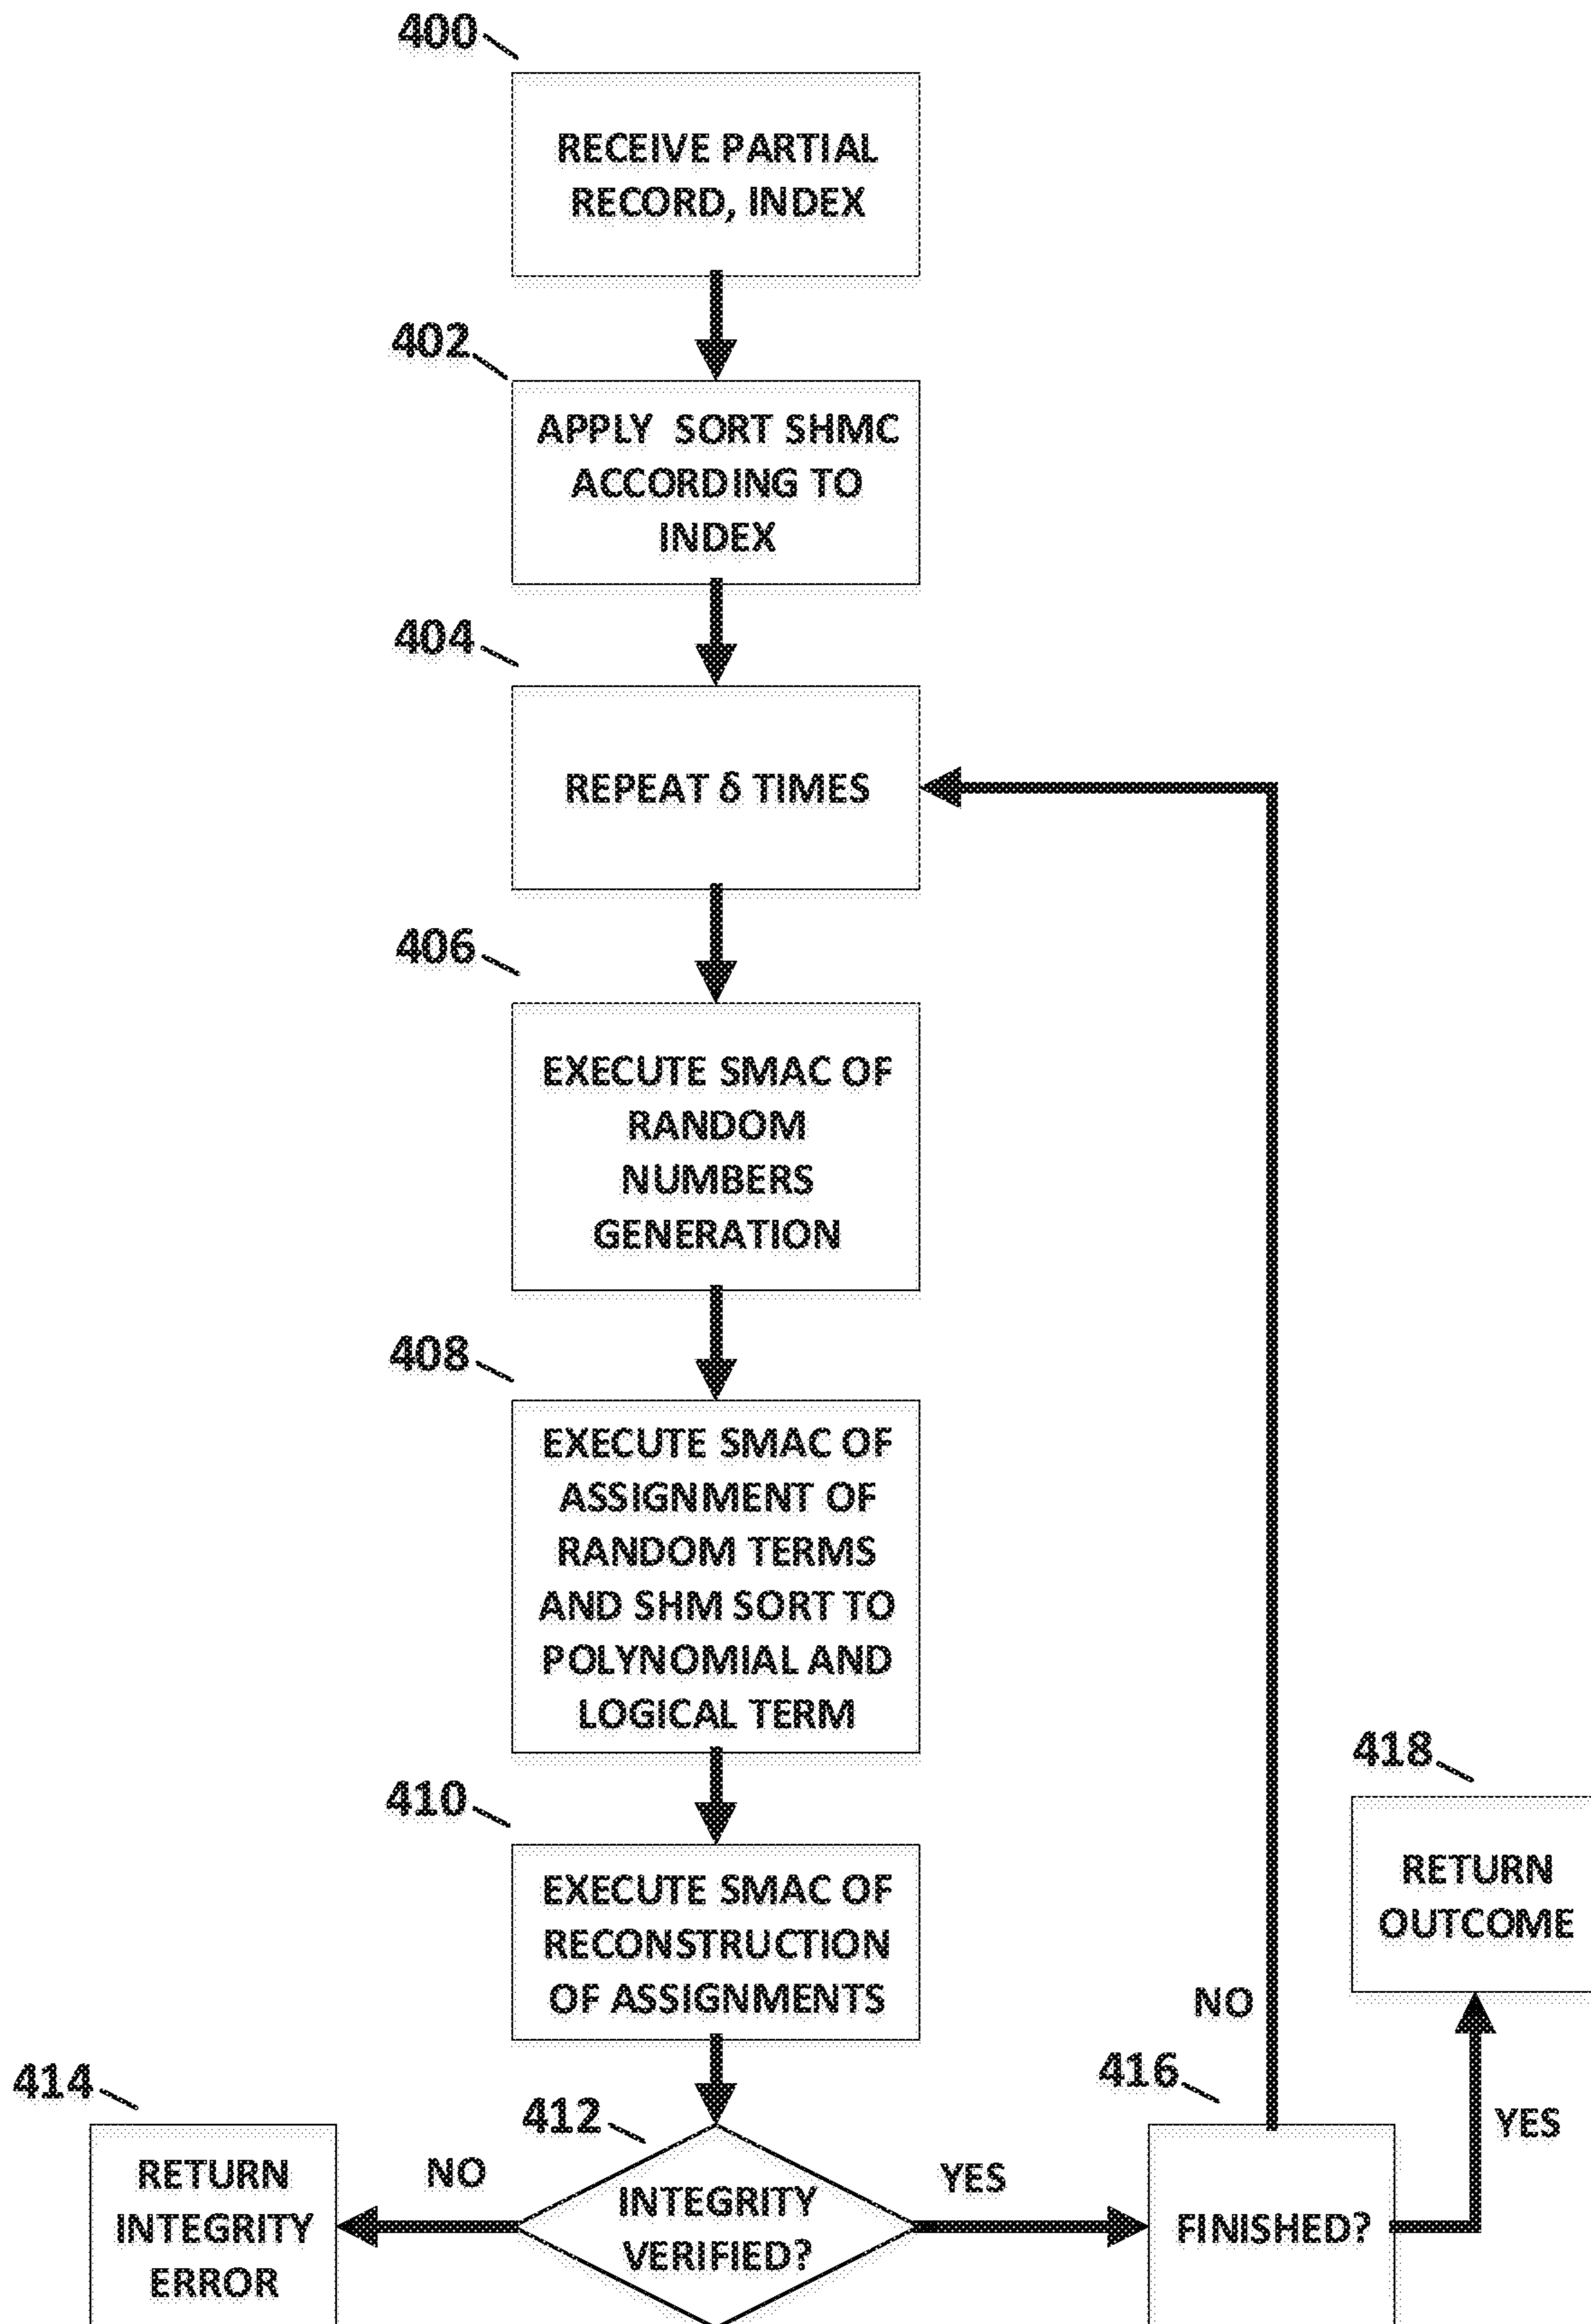 400
RECEIVE PARTIAL
RECORD, INDEX
402
APPLY SORT SHMC
ACCORDING TO
INDEX
404
REPEAT δ TIMES
406
EXECUTE SMAC OF
RANDOM
NUMBERS
GENERATION
408
EXECUTE SMAC OF
ASSIGNMENT OF
RANDOM TERMS
AND SHM SORT TO
POLYNOMIAL AND
LOGICAL TERM
410
EXECUTE SMAC OF
RECONSTRUCTION
OF ASSIGNMENTS
412
INTEGRITY
VERIFIED?
NO
414
RETURN
INTEGRITY
ERROR
YES
416
FINISHED?
NO
YES
418
RETURN
OUTCOME